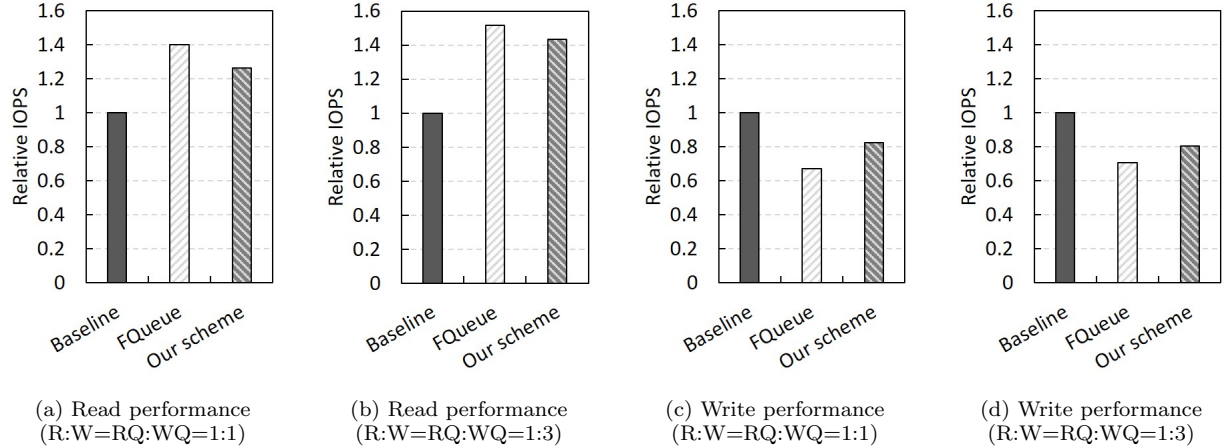 1.6
1.4
1.2
1
0.8
0.6
0.4
0.2
0
Relative IOPS
Baseline
FQueue
Our scheme
(a) Read performance
(R:W=RQ:WQ=1:1)
1.6
1.4
1.2
1
0.8
0.6
0.4
0.2
0
Relative IOPS
Baseline
FQueue
Our scheme
(b) Read performance
(R:W=RQ:WQ=1:3)
1.6
1.4
1.2
1
0.8
0.6
0.4
0.2
0
Relative IOPS
Baseline
FQueue
Our scheme
(c) Write performance
(R:W=RQ:WQ=1:1)
1.6
1.4
1.2
1
0.8
0.6
0.4
0.2
0
Relative IOPS
Baseline
FQueue
Our scheme
(d) Write performance
(R:W=RQ:WQ=1:3)